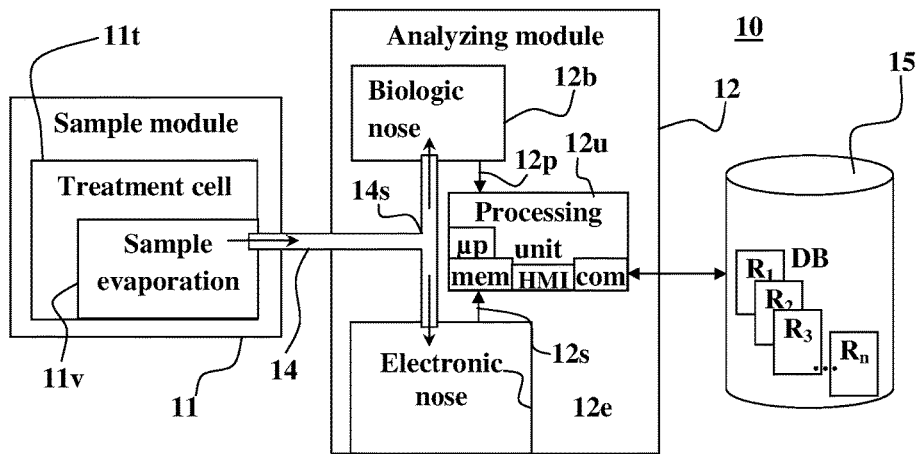 11t
Analyzing module
10
15
Biologic
nose
12b
12
Sample module
12u
Treatment cell
12p
14s
Processing
unit
Sample
evaporation
µp
mem
HMI
com
R1
DB
R2
R3
...
Rn
11v
11
14
Electronic
nose
12s
12e